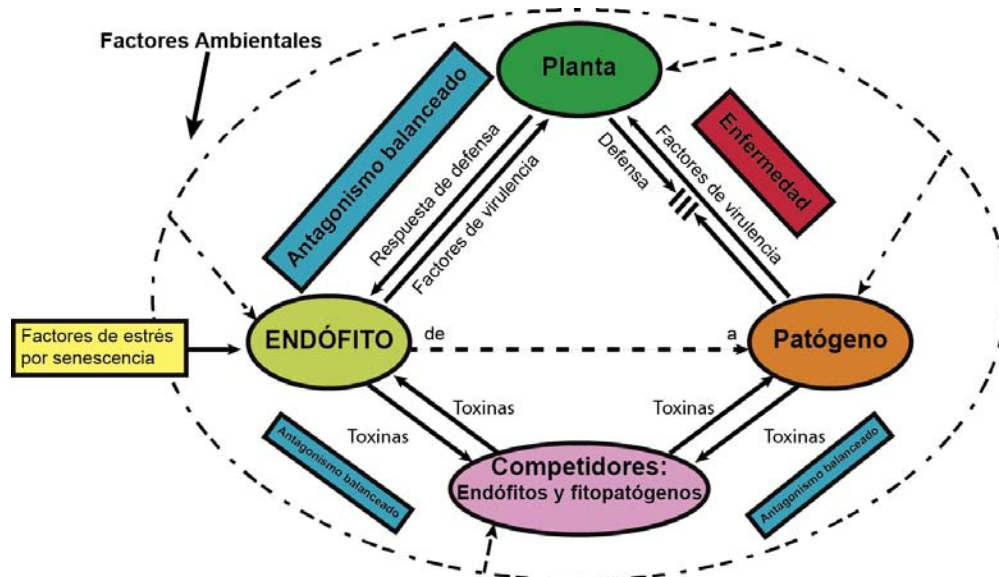 Factores Ambientales
Planta
Antagonismo balanceado
Respuesta de defensa
Factores de virulencia
Defensa
Factores de virulencia
Enfermedad
Factores de estrés
por senescencia
ENDÓFITO
de
a
Patógeno
Toxinas
Toxinas
Toxinas
Toxinas
Antagonismo balanceado
Competidores:
Endófitos y fitopatógenos
Antagonismo balanceado